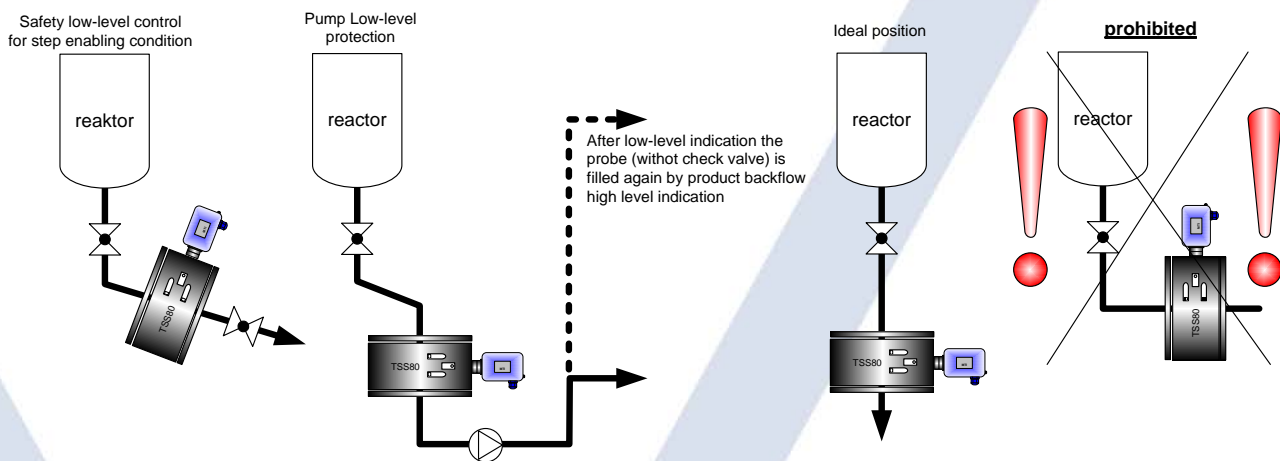 Safety low-level control
for step enabling condition
reaktor
TSS80
Pump Low-level
protection
reactor
TSS80
After low-level indication the
probe (withot check valve) is
filled again by product backflow
high level indication
Ideal position
reactor
TSS80
prohibited
reactor
TSS80